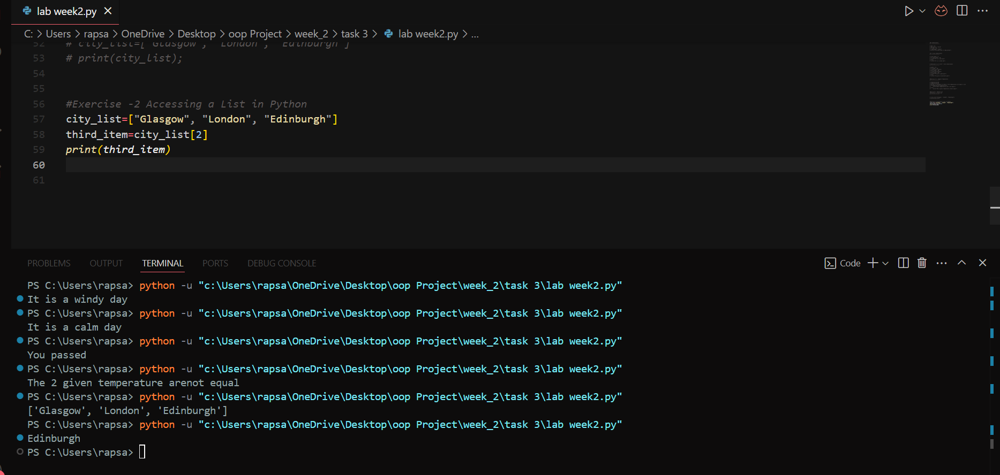 lab week2.py
C: > Users > rapsa > OneDrive > Desktop > oop Project > week_2 > task 3 > lab week2.py > ...
52 # city_list=["Glasgow", "London", "Edinburgh"]
53 # print(city_list);
54
55
56 #Exercise -2 Accessing a List in Python
57 city_list=["Glasgow", "London", "Edinburgh"]
58 third_item=city_list[2]
59 print(third_item)
60
61
PROBLEMS OUTPUT TERMINAL PORTS DEBUG CONSOLE Code
PS C:\Users\rapsa> python -u "c:\Users\rapsa\OneDrive\Desktop\oop Project\week_2\task 3\lab week2.py"
It is a windy day
PS C:\Users\rapsa> python -u "c:\Users\rapsa\OneDrive\Desktop\oop Project\week_2\task 3\lab week2.py"
It is a calm day
PS C:\Users\rapsa> python -u "c:\Users\rapsa\OneDrive\Desktop\oop Project\week_2\task 3\lab week2.py"
You passed
PS C:\Users\rapsa> python -u "c:\Users\rapsa\OneDrive\Desktop\oop Project\week_2\task 3\lab week2.py"
The 2 given temperature arenot equal
PS C:\Users\rapsa> python -u "c:\Users\rapsa\OneDrive\Desktop\oop Project\week_2\task 3\lab week2.py"
['Glasgow', 'London', 'Edinburgh']
PS C:\Users\rapsa> python -u "c:\Users\rapsa\OneDrive\Desktop\oop Project\week_2\task 3\lab week2.py"
Edinburgh
PS C:\Users\rapsa>